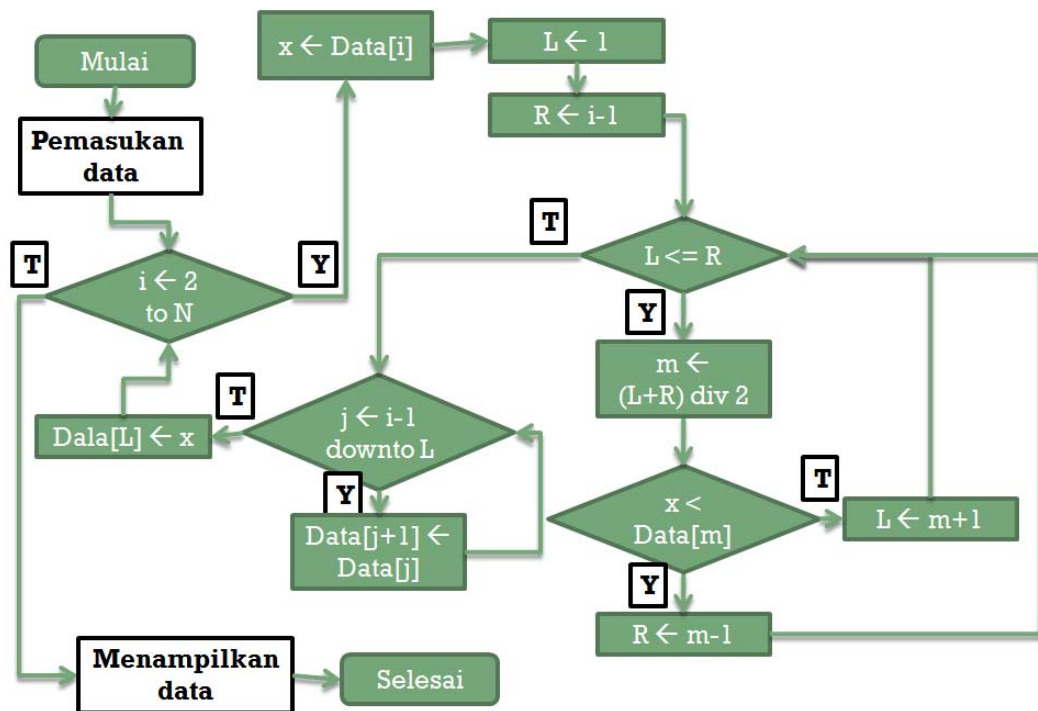 Mulai
Pemasukan
data
T
i ← 2
to N
Y
x ← Data[i]
L ← 1
R ← i-1
T
L <= R
Y
m ←
(L+R) div 2
x <
Data[m]
T
L ← m+1
Y
R ← m-1
j ← i-1
downto L
T
Dala[L] ← x
Y
Data[j+1] ←
Data[j]
Menampilkan
data
Selesai